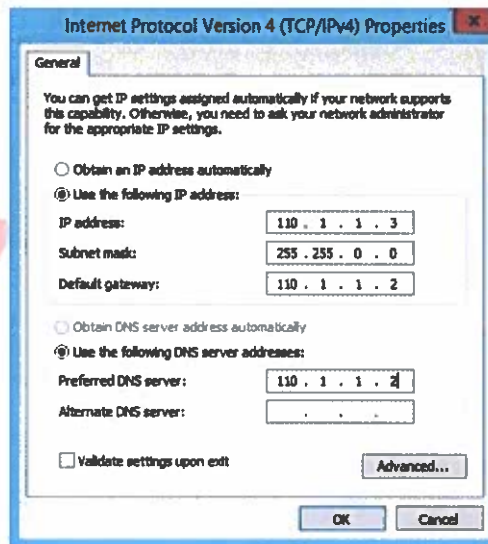 Internet Protocol Version 4 (TCP/IPv4) Properties
x
General
You can get IP settings assigned automatically if your network supports
this capability. Otherwise, you need to ask your network administrator
for the appropriate IP settings.
Obtain an IP address automatically
Use the following IP address:
IP address: 110 . 1 . 1 . 3
Subnet mask: 255 . 255 . 0 . 0
Default gateway: 110 . 1 . 1 . 2
Obtain DNS server address automatically
Use the following DNS server addresses:
Preferred DNS server: 110 . 1 . 1 . 2
Alternate DNS server: . . .
Validate settings upon exit
Advanced...
OK Cancel